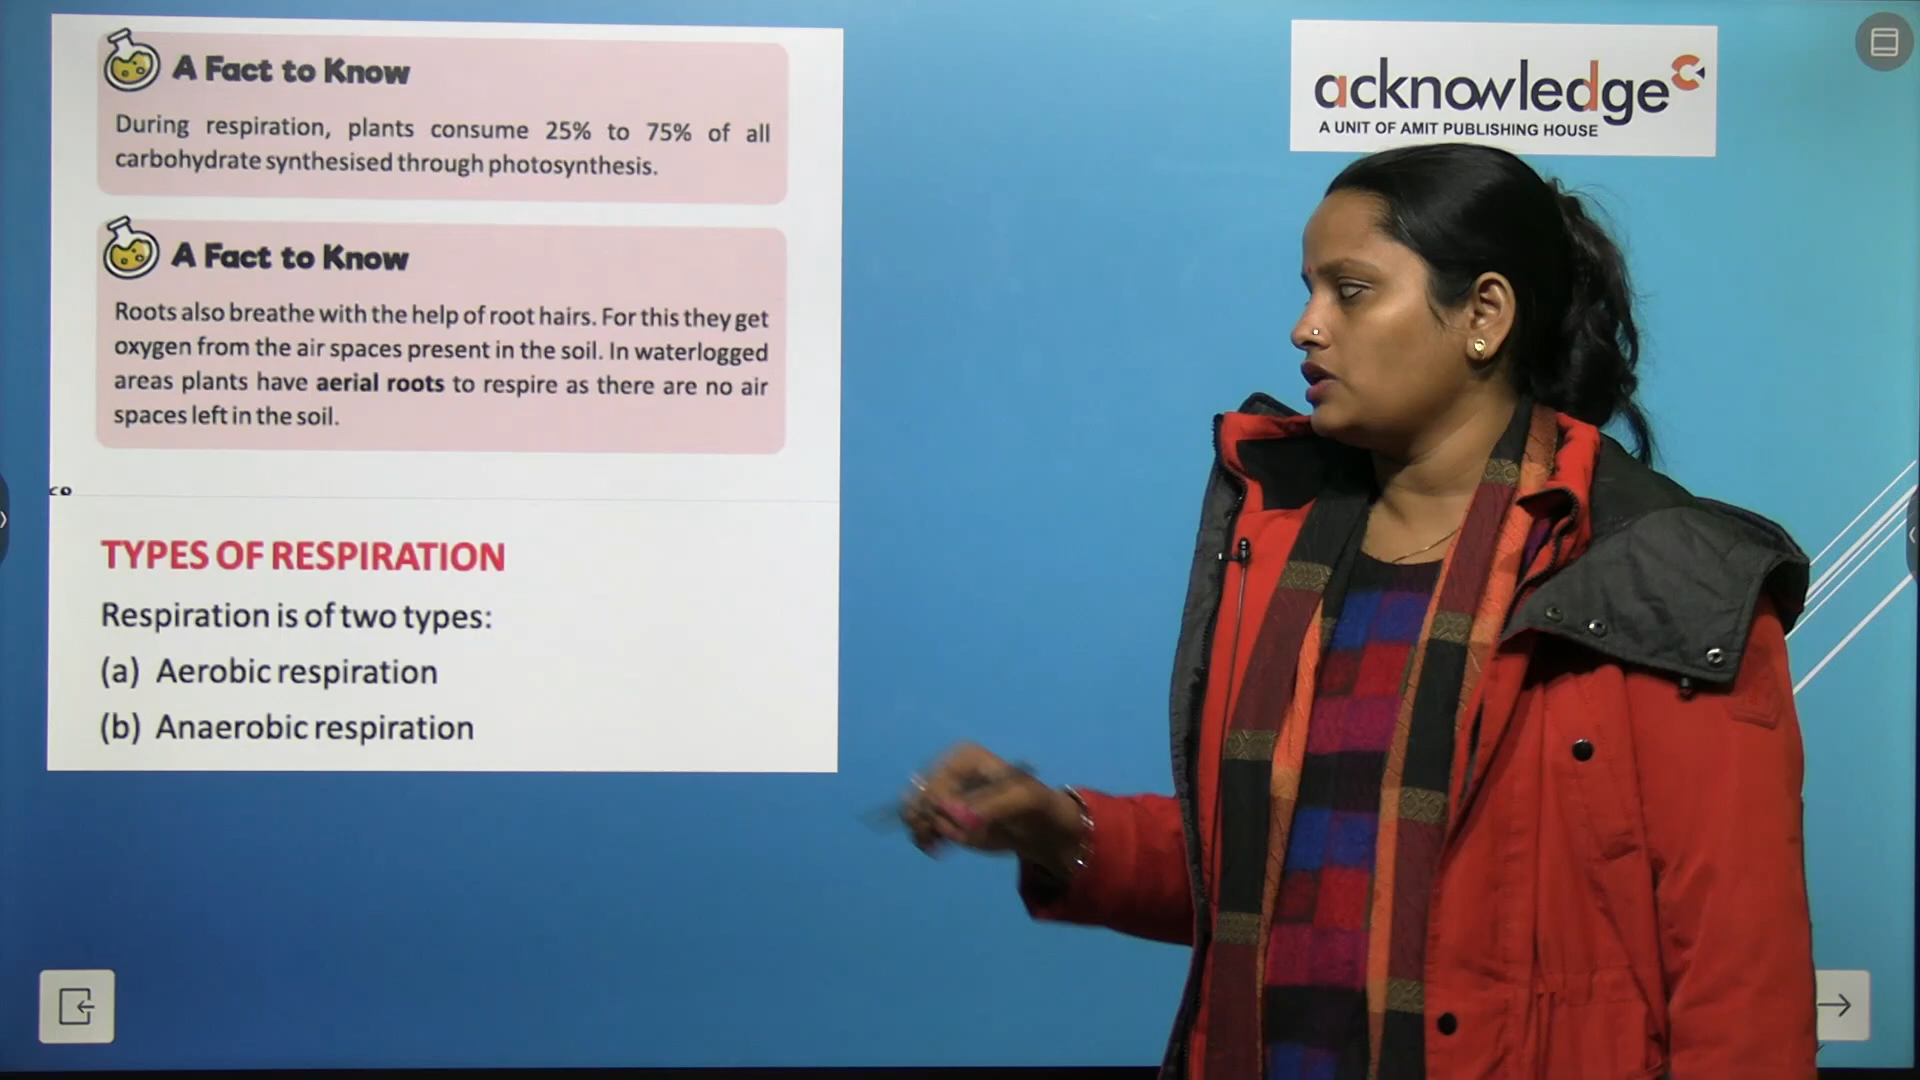 A Fact to Know
During respiration, plants consume 25% to 75% of all
carbohydrate synthesised through photosynthesis.
A Fact to Know
Roots also breathe with the help of root hairs. For this they get
oxygen from the air spaces present in the soil. In waterlogged
areas plants have aerial roots to respire as there are no air
spaces left in the soil.
TYPES OF RESPIRATION
Respiration is of two types:
(a) Aerobic respiration
(b) Anaerobic respiration
acknowledge
A UNIT OF AMIT PUBLISHING HOUSE